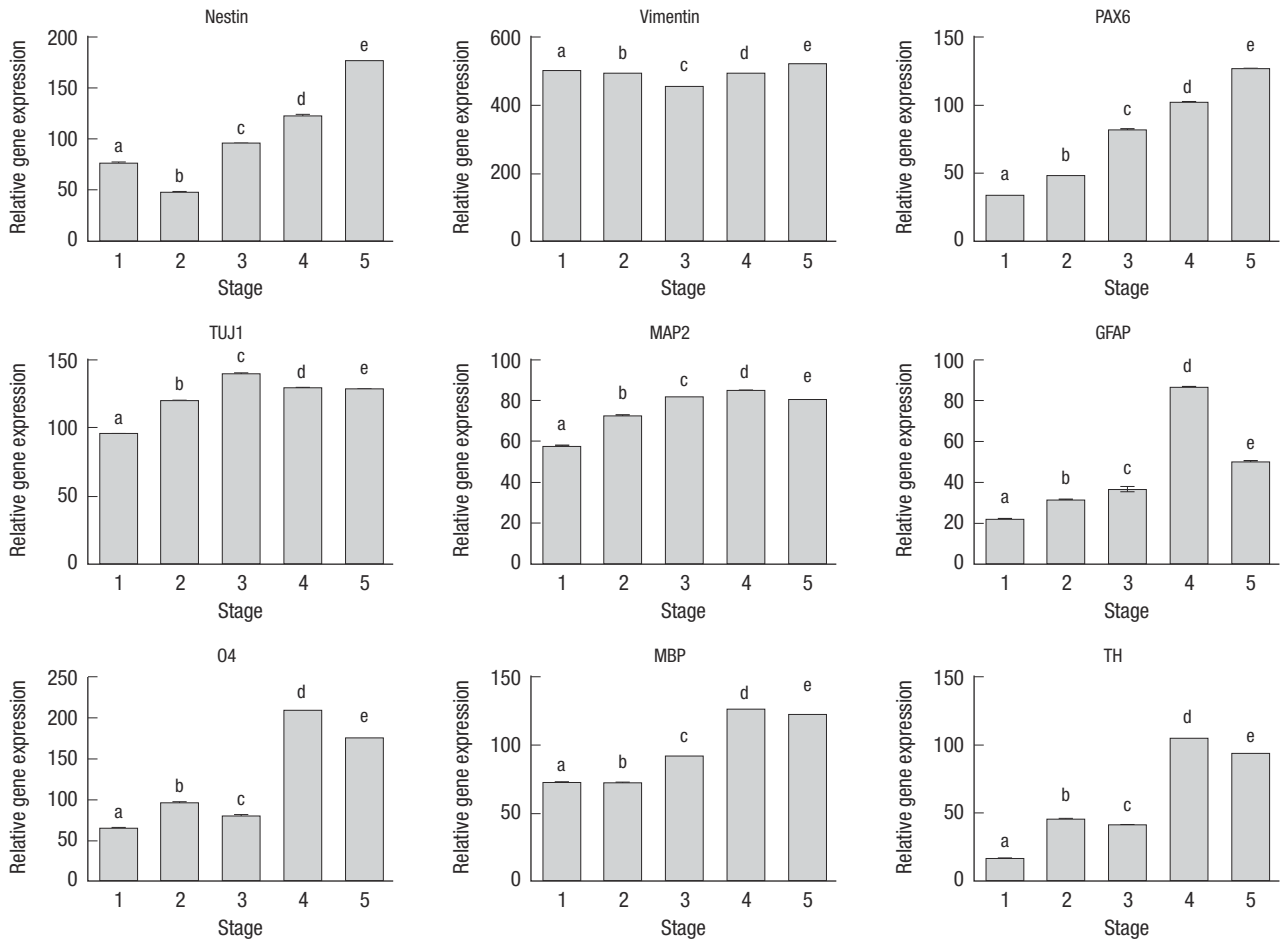 Nestin
Relative gene expression
200
150
100
50
0
a
b
c
d
e
1 2 3 4 5
Stage
Vimentin
Relative gene expression
600
400
200
0
a
b
c
d
e
1 2 3 4 5
Stage
PAX6
Relative gene expression
150
100
50
0
a
b
c
d
e
1 2 3 4 5
Stage
TUJ1
Relative gene expression
150
100
50
0
a
b
c
d
e
1 2 3 4 5
Stage
MAP2
Relative gene expression
100
80
60
40
20
0
a
b
c
d
e
1 2 3 4 5
Stage
GFAP
Relative gene expression
100
80
60
40
20
0
a
b
c
d
e
1 2 3 4 5
Stage
O4
Relative gene expression
250
200
150
100
50
0
a
b
c
d
e
1 2 3 4 5
Stage
MBP
Relative gene expression
150
100
50
0
a
b
c
d
e
1 2 3 4 5
Stage
TH
Relative gene expression
150
100
50
0
a
b
c
d
e
1 2 3 4 5
Stage